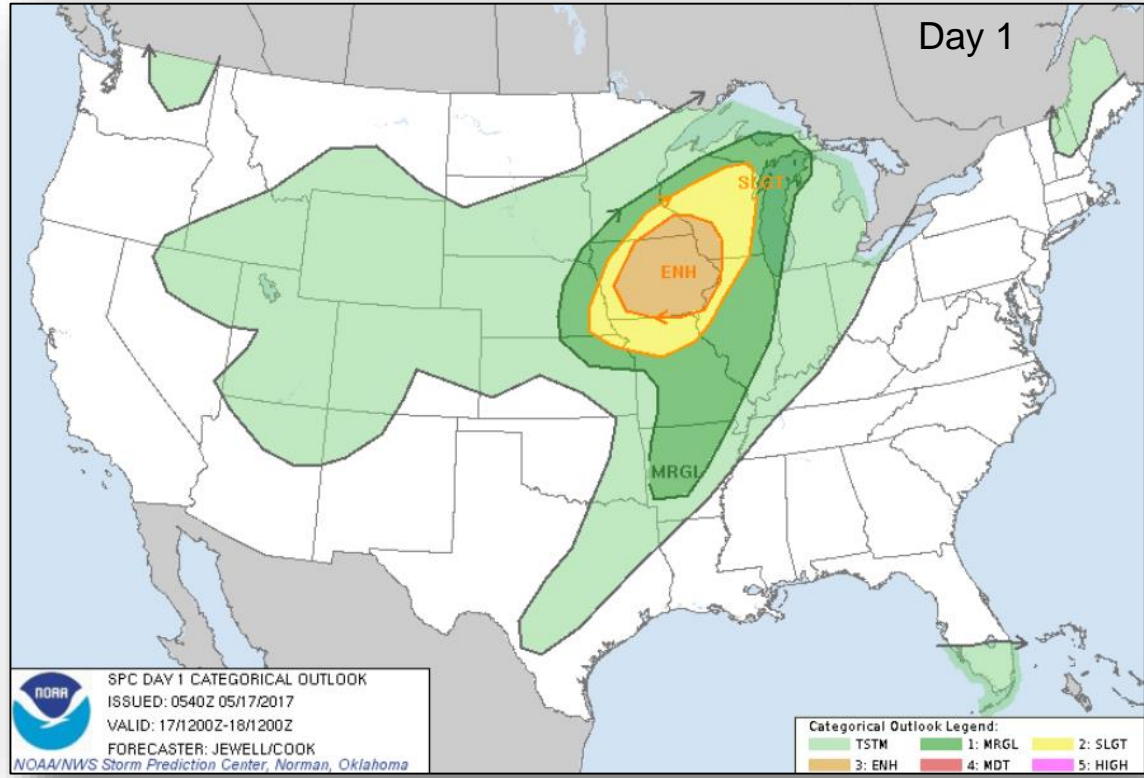 Day 1
SLGT
ENH
MRGL
NOAA
SPC DAY 1 CATEGORICAL OUTLOOK
ISSUED: 0540Z 05/17/2017
VALID: 17/1200Z-18/1200Z
FORECASTER: JEWELL/COOK
NOAA/NWS Storm Prediction Center, Norman, Oklahoma
Categorical Outlook Legend:
TSTM 1: MRGL 2: SLGT
3: ENH 4: MDT 5: HIGH